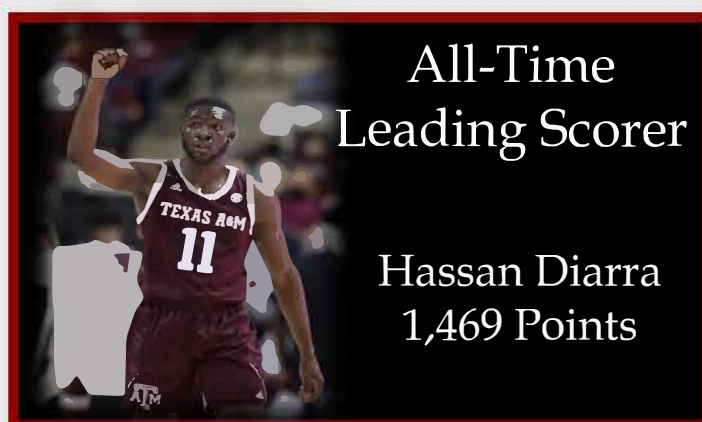 All-Time
Leading Scorer
TEXAS A&M
11
Hassan Diarra
1,469 Points
ATM